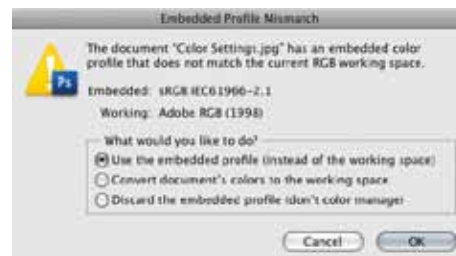 Embedded Profile Mismatch
The document "Color Settings.jpg" has an embedded color
profile that does not match the current RGB working space.
Ps
Embedded: sRGB IEC61966-2.1
Working: Adobe RGB (1998)
What would you like to do?
Use the embedded profile (instead of the working space)
Convert document's colors to the working space
Discard the embedded profile (don't color manage)
Cancel
OK